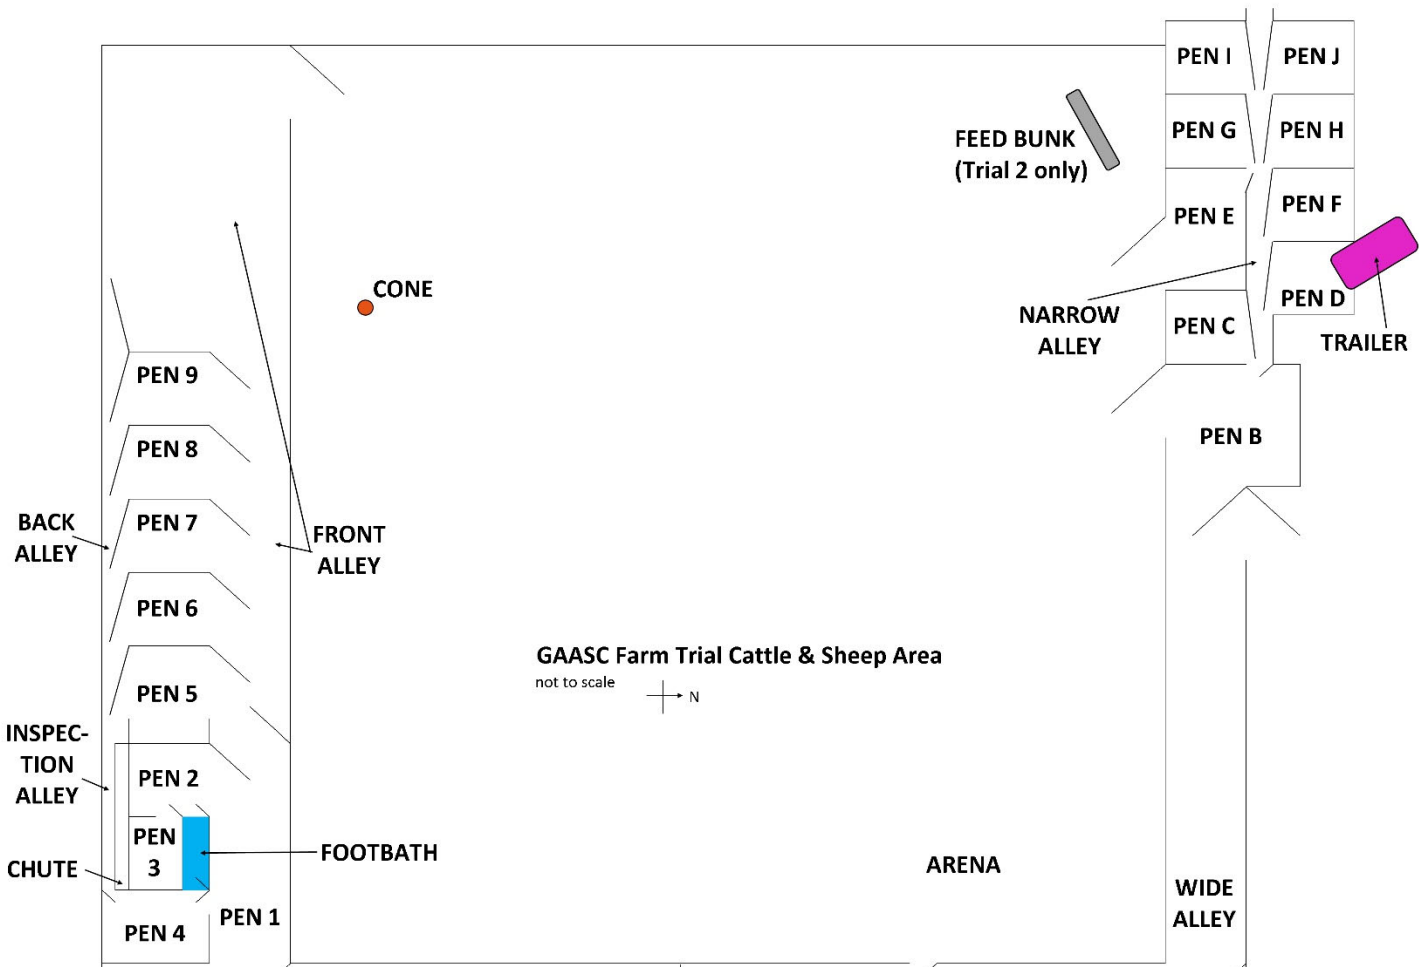 PEN I
PEN J
FEED BUNK
(Trial 2 only)
PEN G
PEN H
PEN E
PEN F
CONE
NARROW
ALLEY
PEN D
PEN C
TRAILER
PEN 9
PEN 8
PEN B
BACK
ALLEY
PEN 7
FRONT
ALLEY
PEN 6
GAASC Farm Trial Cattle & Sheep Area
not to scale
N
PEN 5
INSPEC-
TION
ALLEY
PEN 2
PEN
3
FOOTBATH
CHUTE
ARENA
WIDE
ALLEY
PEN 1
PEN 4